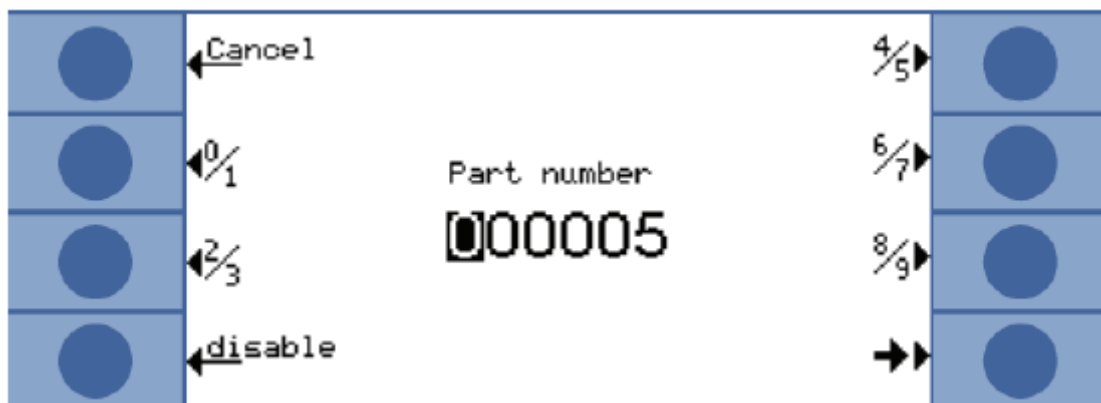 Cancel
4/5
0/1
6/7
Part number
000005
2/3
8/9
disable